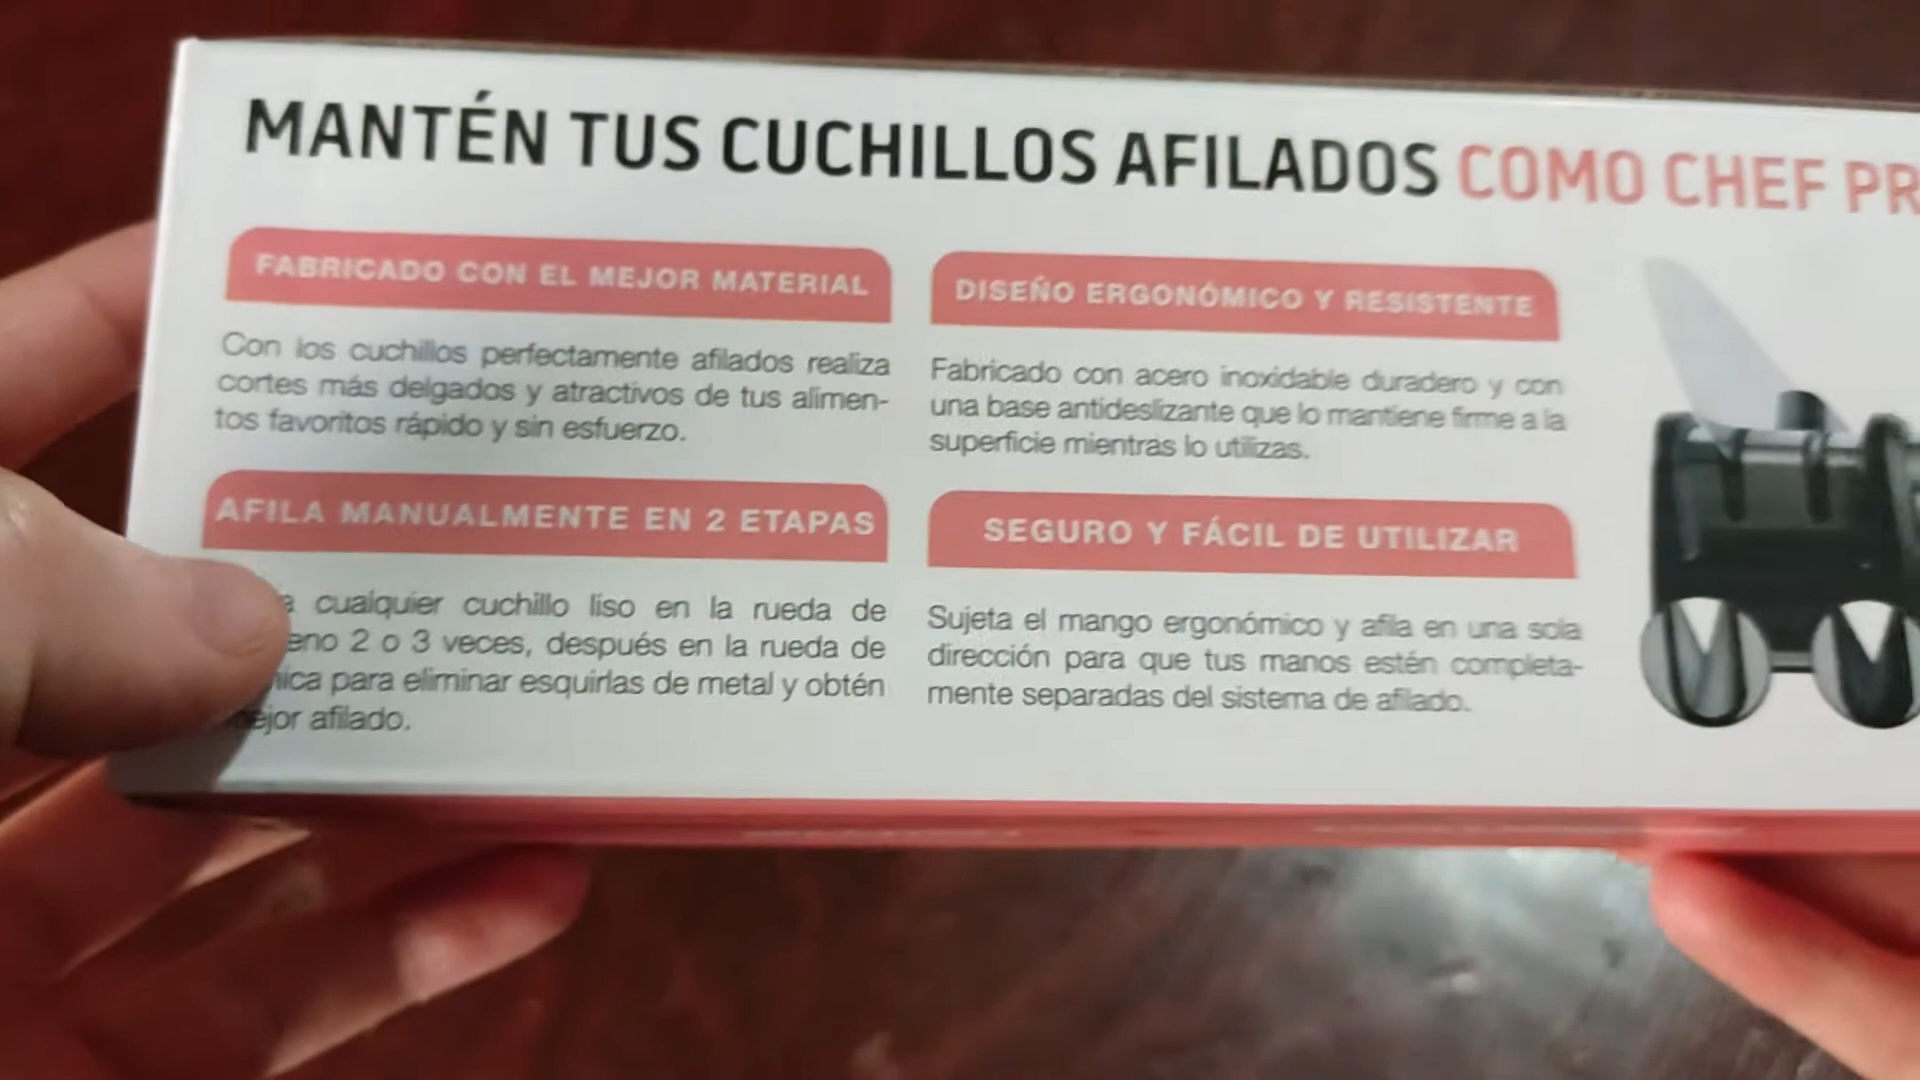 MANTÉN TUS CUCHILLOS AFILADOS COMO CHEF
FABRICADO CON EL MEJOR MATERIAL
Con los cuchillos perfectamente afilados realiza
cortes más delgados y atractivos de tus alimen-
tos favoritos rápido y sin esfuerzo.
DISEÑO ERGONÓMICO Y RESISTENTE
Fabricado con acero inoxidable duradero y con
una base antideslizante que lo mantiene firme a la
superficie mientras lo utilizas.
AFILA MANUALMENTE EN 2 ETAPAS
cualquier cuchillo liso en la rueda de
2 o 3 veces, después en la rueda de
para eliminar esquirlas de metal y obtén
afilado.
SEGURO Y FÁCIL DE UTILIZAR
Sujeta el mango ergonómico y afila en una sola
dirección para que tus manos estén completa-
mente separadas del sistema de afilado.